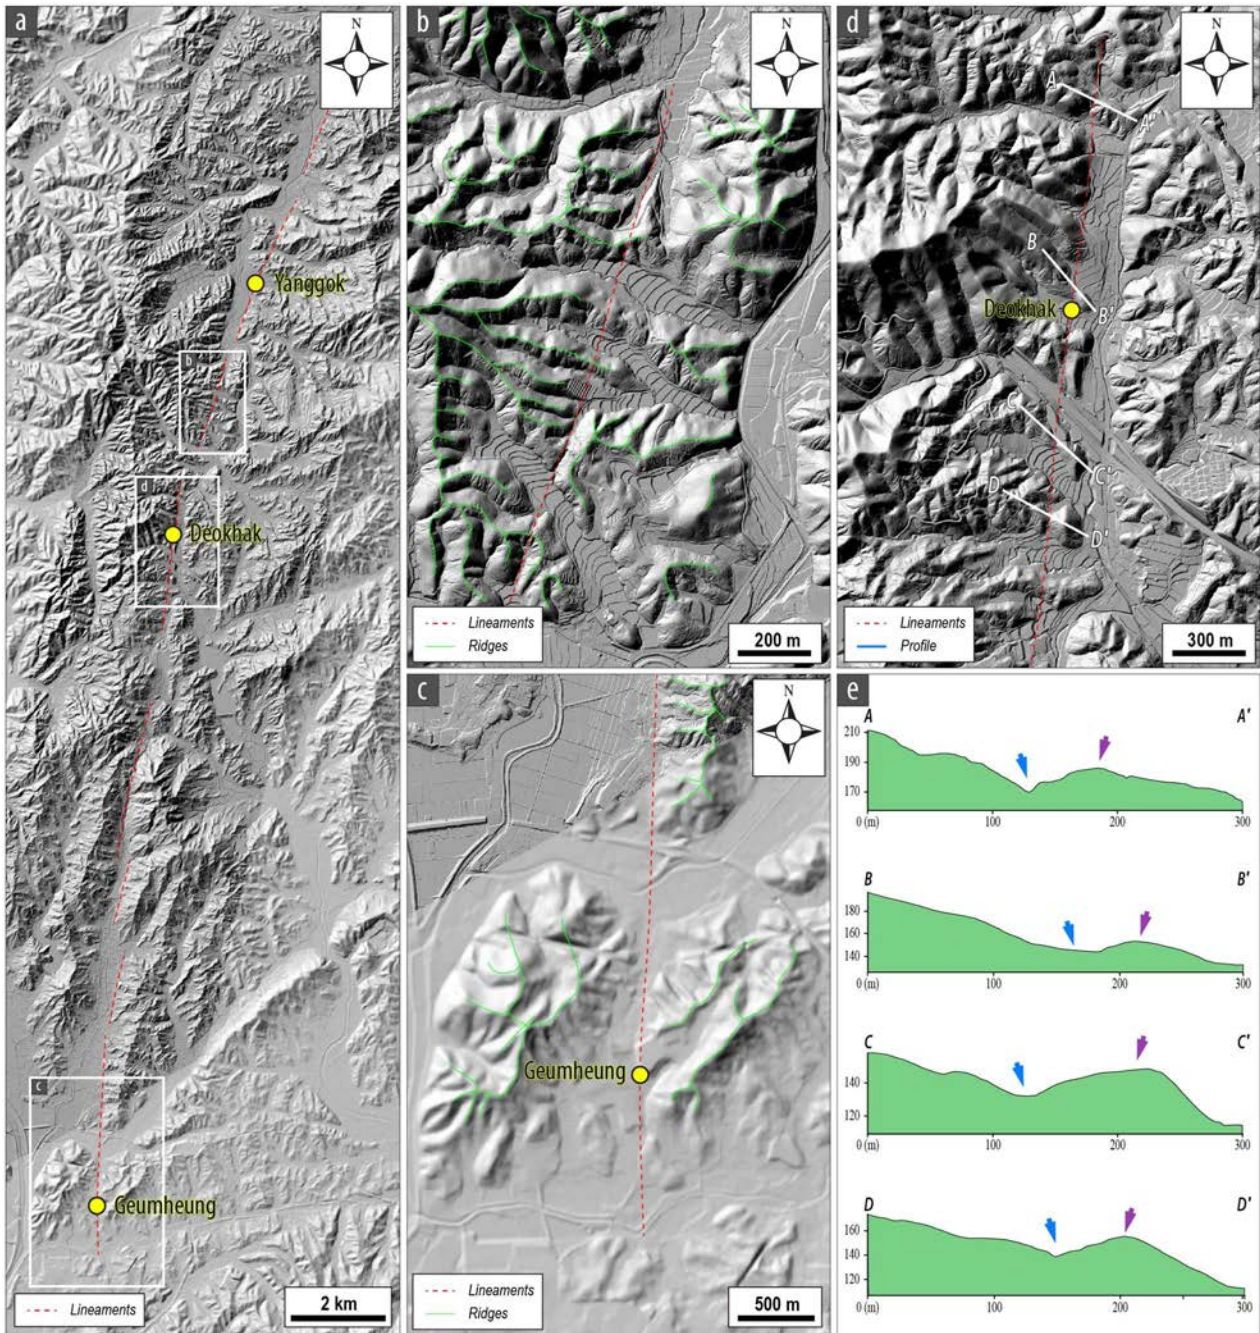 a
N
Yanggok
b
d
Deokhak
c
Geumheung
Lineaments
2 km
b
N
Lineaments
Ridges
200 m
c
N
Geumheung
Lineaments
Ridges
500 m
d
N
A
A'
B
Deokhak
B'
C
C'
D
D'
Lineaments
Profile
300 m
e
A A'
210
190
170
0 (m) 100 200 300
B B'
180
160
140
0 (m) 100 200 300
C C'
140
120
0 (m) 100 200 300
D D'
160
140
120
0 (m) 100 200 300